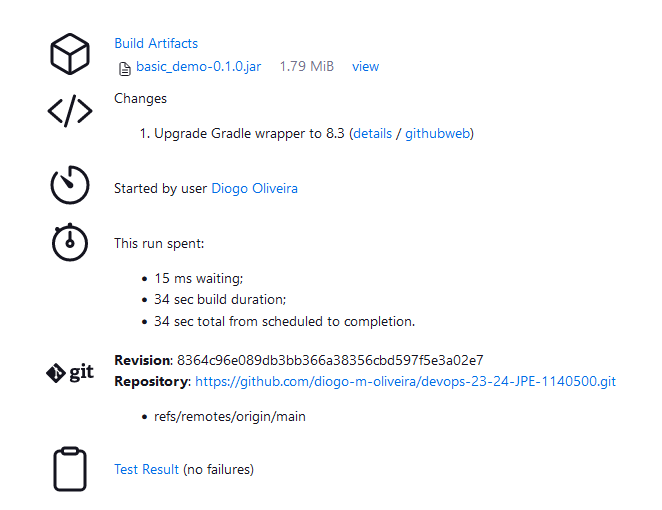 Build Artifacts
basic_demo-0.1.0.jar 1.79 MiB view
Changes
1. Upgrade Gradle wrapper to 8.3 (details / githubweb)
Started by user Diogo Oliveira
This run spent:
• 15 ms waiting;
• 34 sec build duration;
• 34 sec total from scheduled to completion.
git
Revision: 8364c96e089db3bb366a38356cbd597f5e3a02e7
Repository: https://github.com/diogo-m-oliveira/devops-23-24-JPE-1140500.git
• refs/remotes/origin/main
Test Result (no failures)